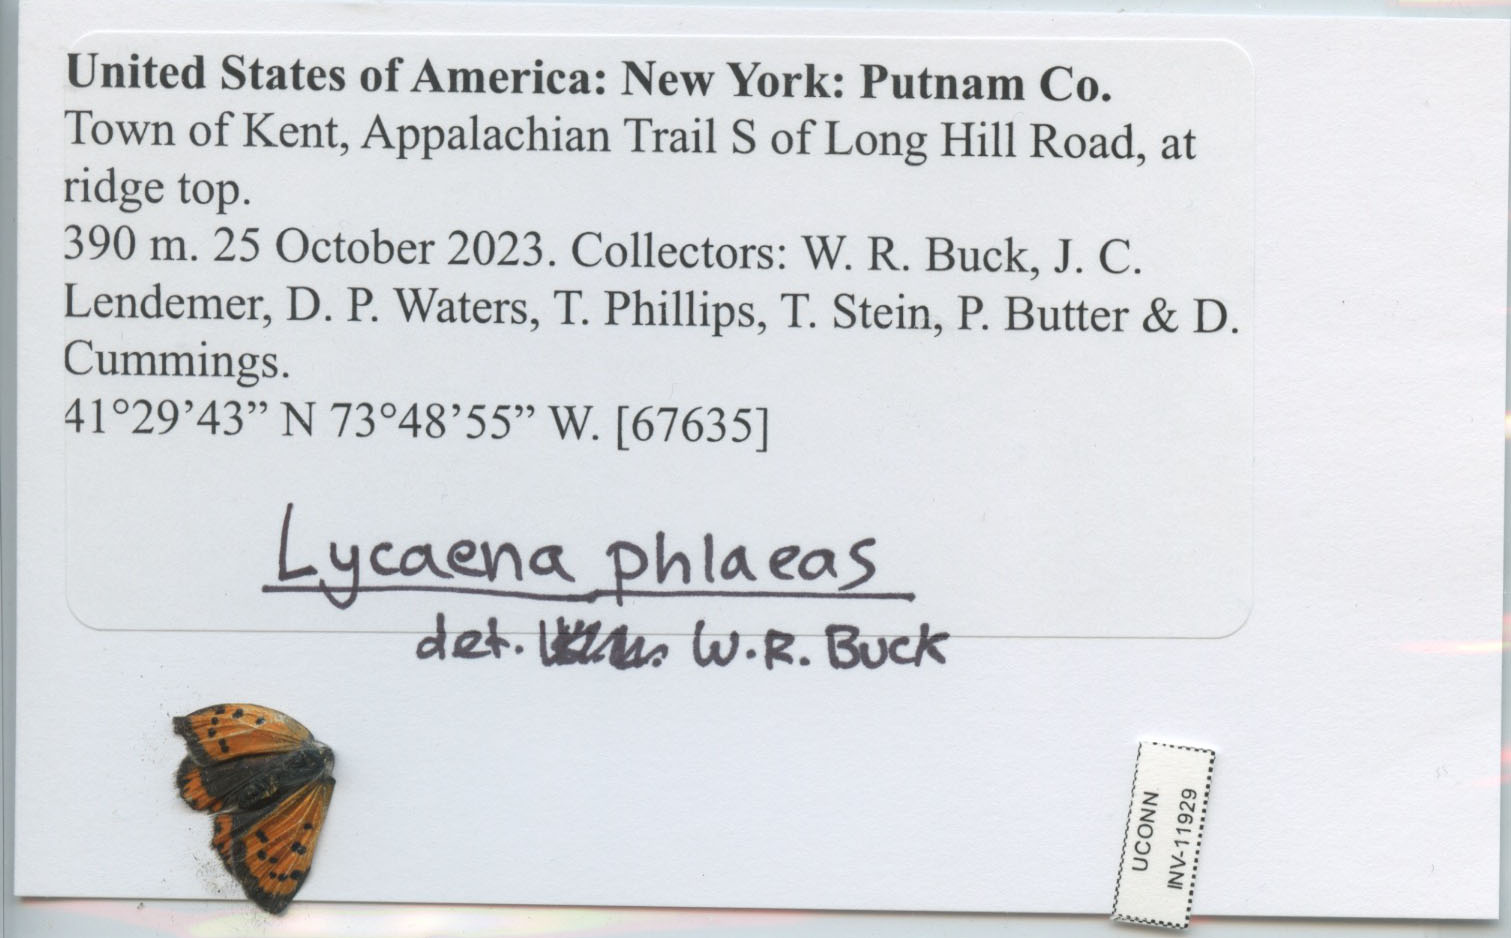 United States of America: New York: Putnam Co.
Town of Kent, Appalachian Trail S of Long Hill Road, at
ridge top.
390 m. 25 October 2023. Collectors: W. R. Buck, J. C.
Lendemer, D. P. Waters, T. Phillips, T. Stein, P. Butter & D.
Cummings.
41°29’43” N 73°48’55” W. [67635]
Lycaena phlaeas
det. W.R. Buck
UCONN
INV-11929